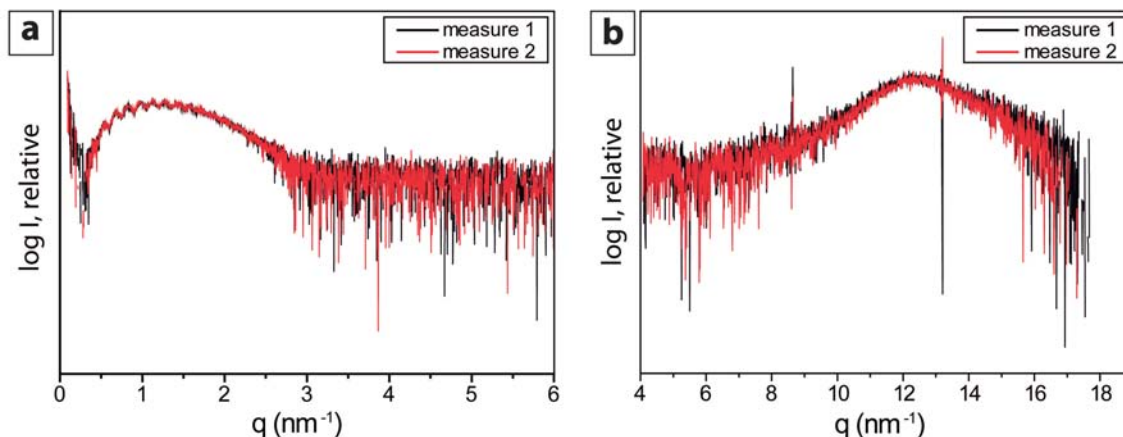 a
measure 1
measure 2
log I, relative
0 1 2 3 4 5 6
q (nm⁻¹)
b
measure 1
measure 2
log I, relative
4 6 8 10 12 14 16 18
q (nm⁻¹)